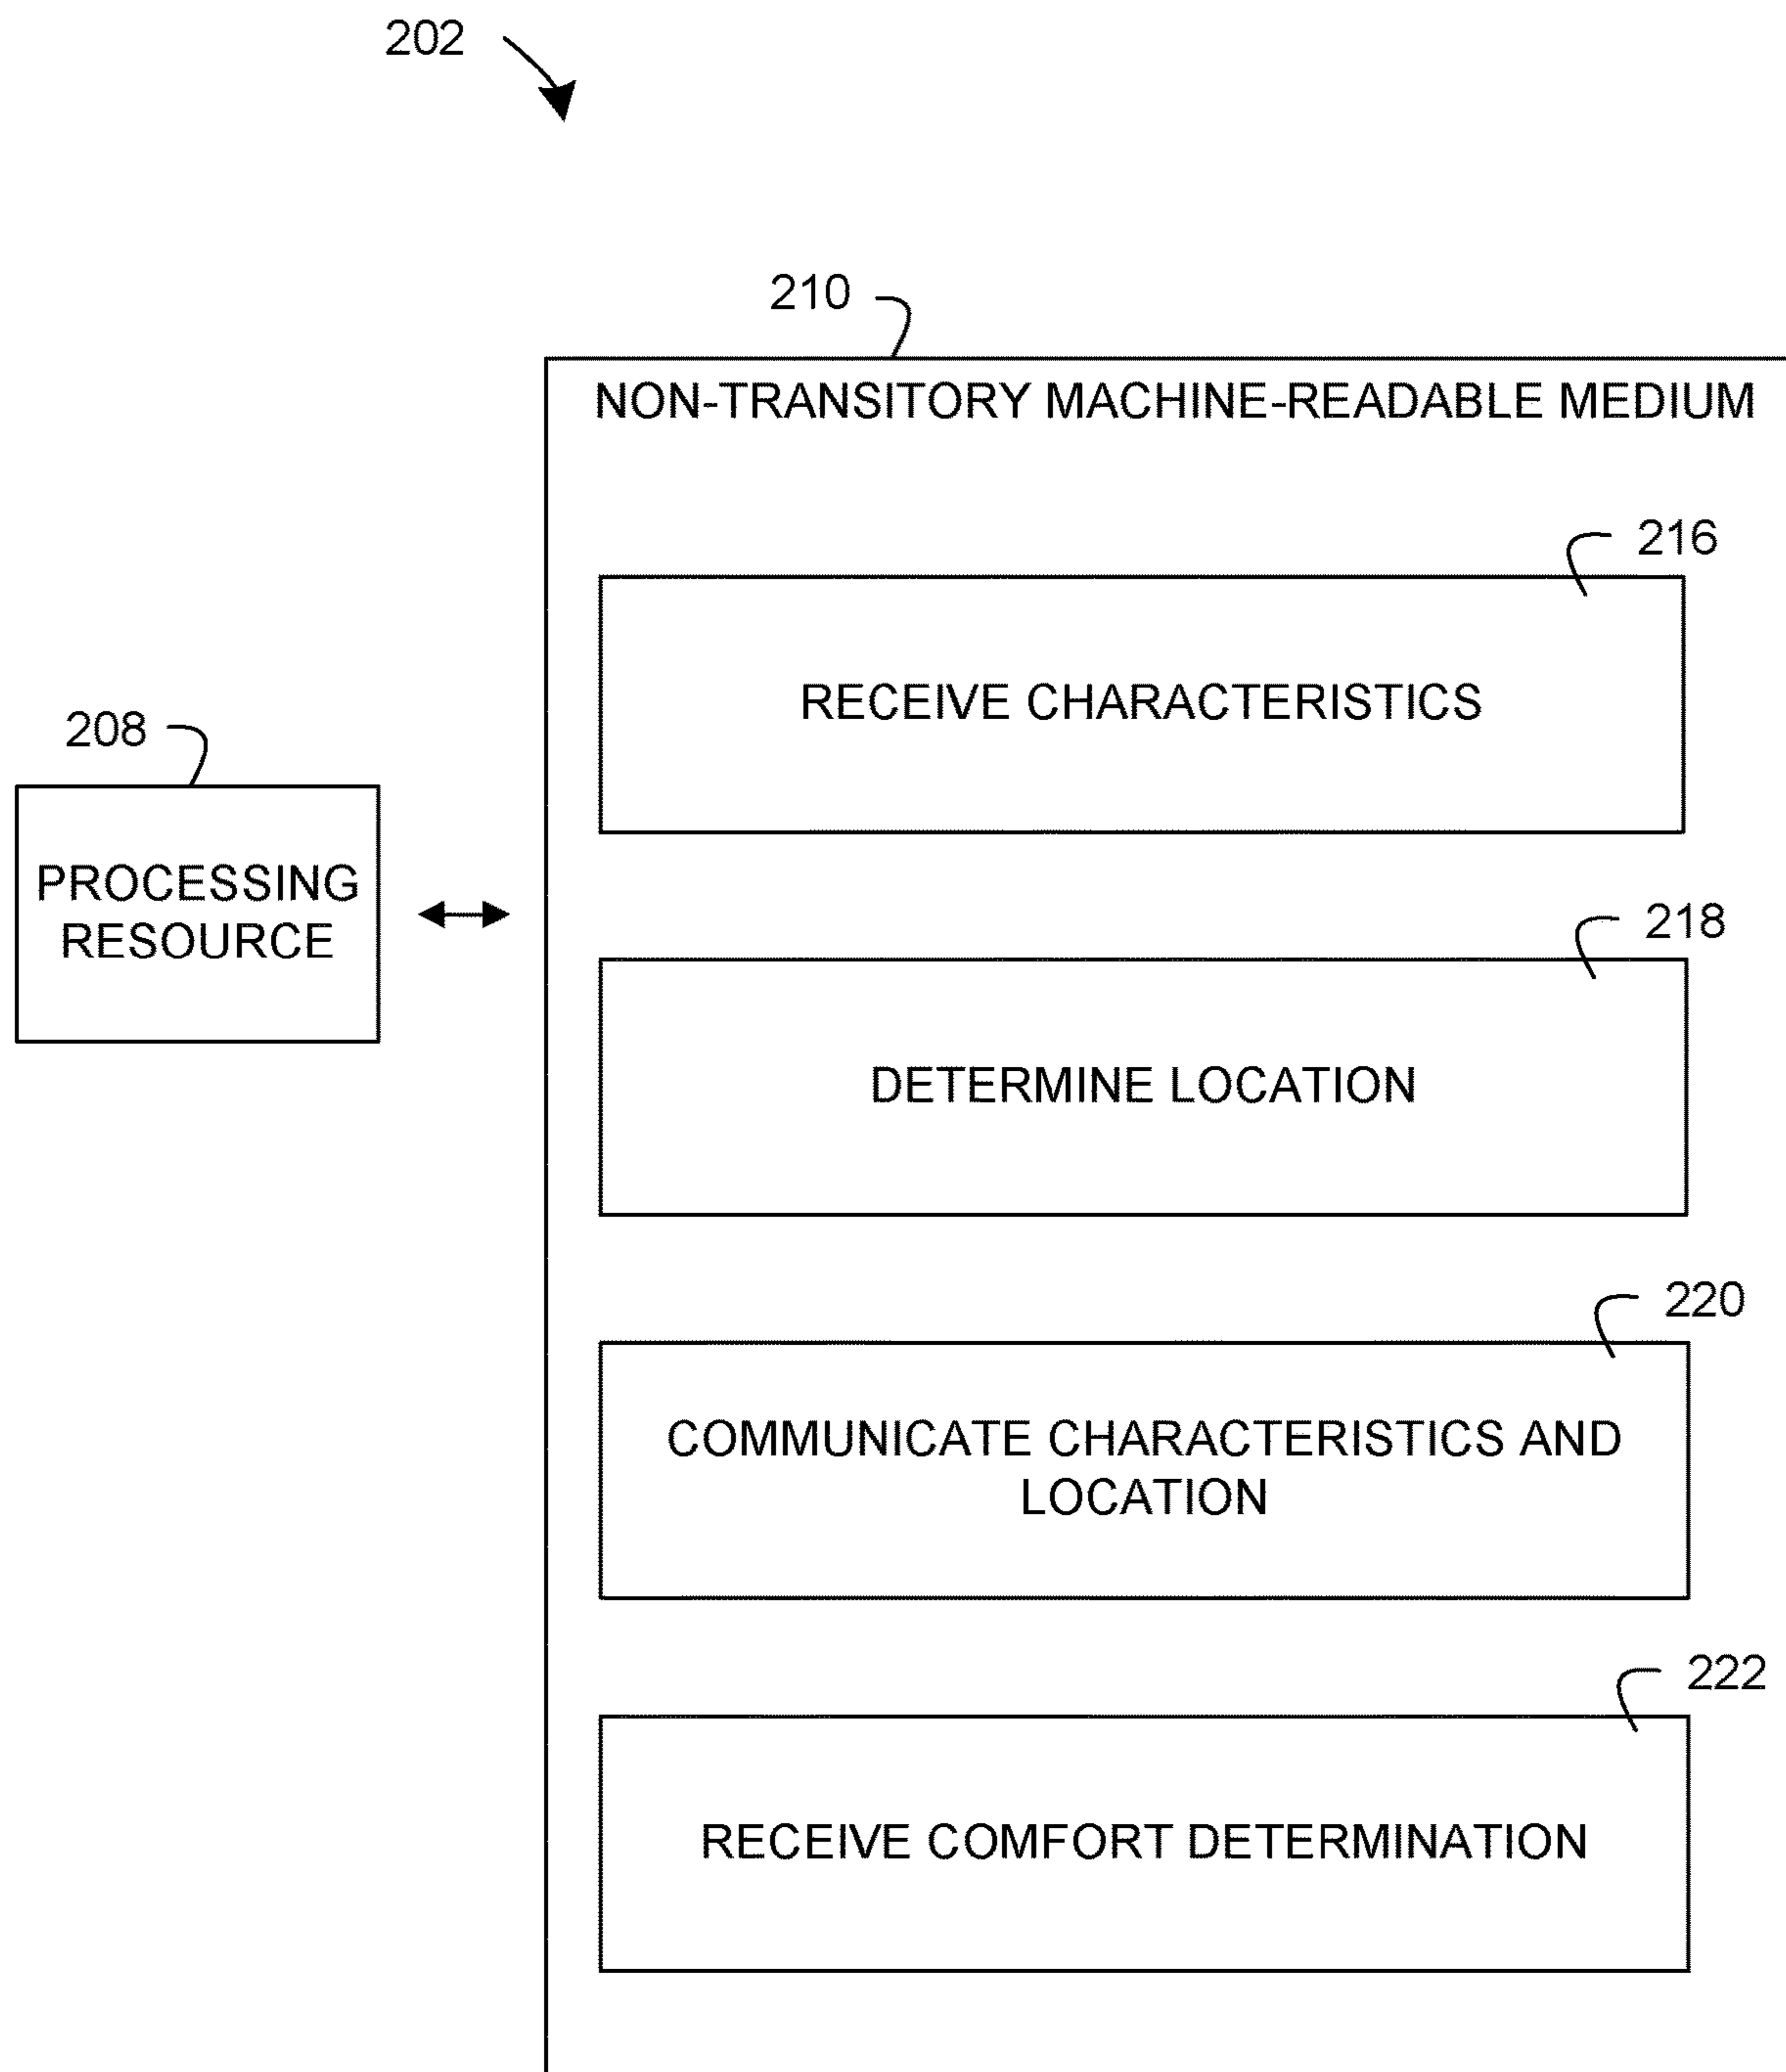 202
210
NON-TRANSITORY MACHINE-READABLE MEDIUM
216
RECEIVE CHARACTERISTICS
208
PROCESSING
RESOURCE
218
DETERMINE LOCATION
220
COMMUNICATE CHARACTERISTICS AND
LOCATION
222
RECEIVE COMFORT DETERMINATION